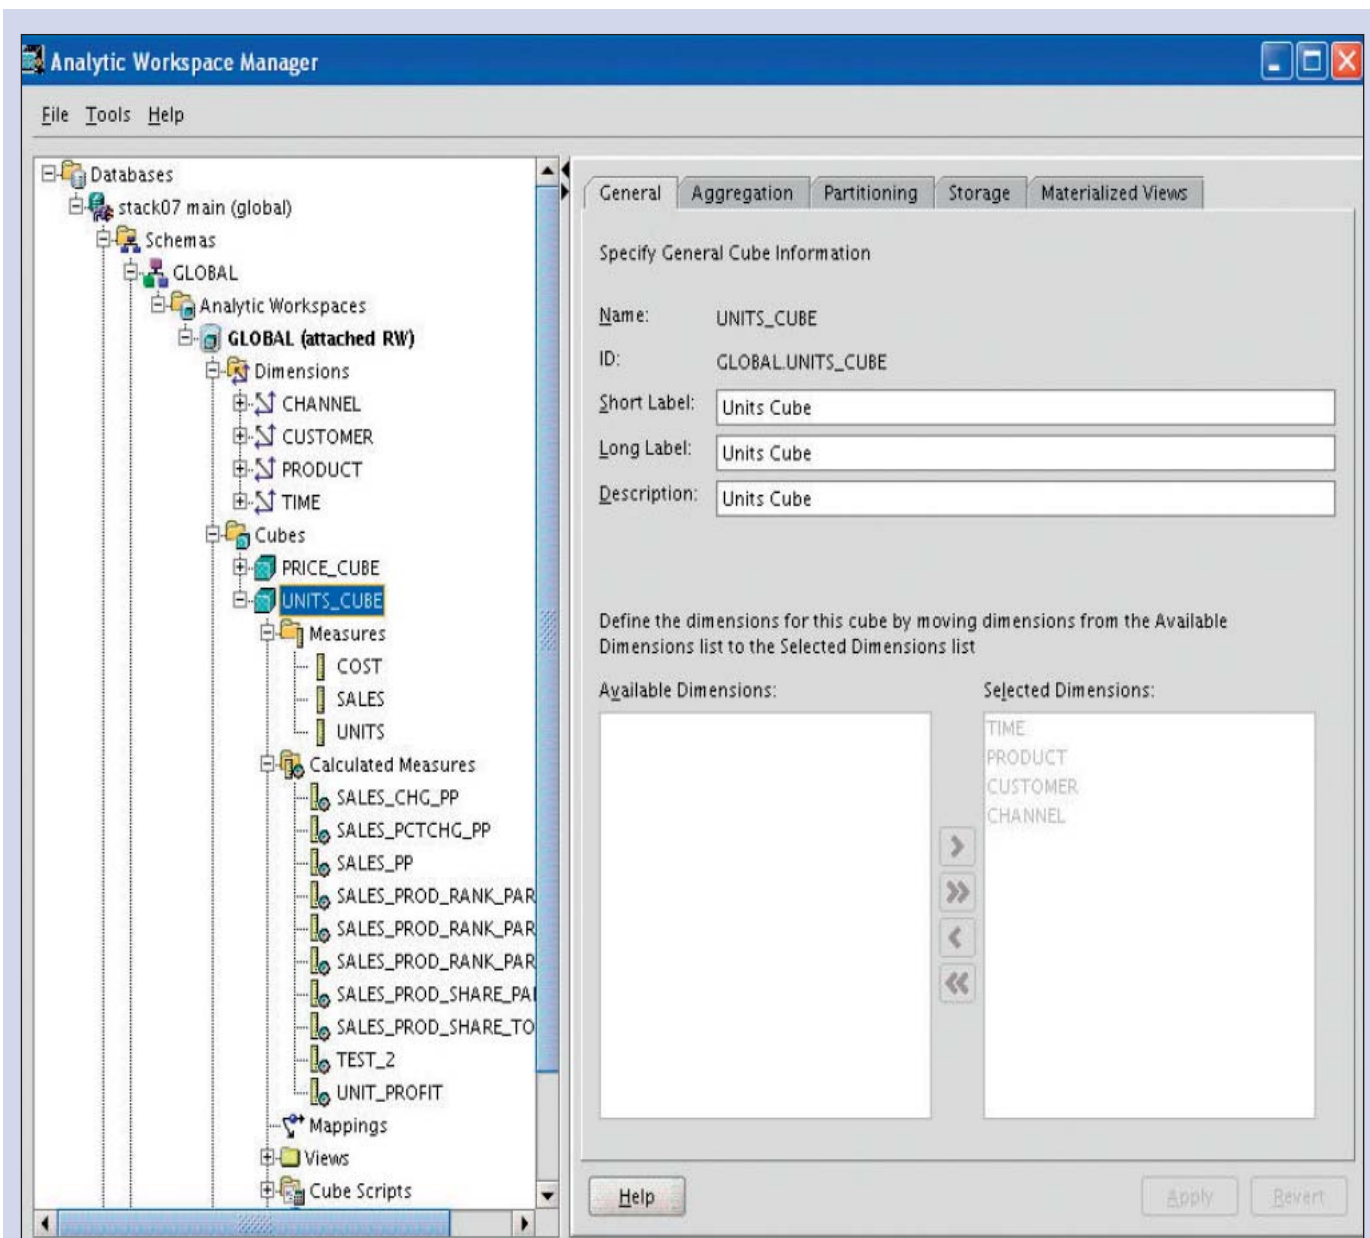 Analytic Workspace Manager
File Tools Help
Databases
stack07 main (global)
Schemas
GLOBAL
Analytic Workspaces
GLOBAL (attached RW)
Dimensions
CHANNEL
CUSTOMER
PRODUCT
TIME
Cubes
PRICE_CUBE
UNITS_CUBE
Measures
COST
SALES
UNITS
Calculated Measures
SALES_CHG_PP
SALES_PCTCHG_PP
SALES_PP
SALES_PROD_RANK_PAR
SALES_PROD_RANK_PAR
SALES_PROD_RANK_PAR
SALES_PROD_SHARE_PA
SALES_PROD_SHARE_TO
TEST_2
UNIT_PROFIT
Mappings
Views
Cube Scripts
General Aggregation Partitioning Storage Materialized Views
Specify General Cube Information
Name: UNITS_CUBE
ID: GLOBAL.UNITS_CUBE
Short Label: Units Cube
Long Label: Units Cube
Description: Units Cube
Define the dimensions for this cube by moving dimensions from the Available
Dimensions list to the Selected Dimensions list
Available Dimensions:
Selected Dimensions:
TIME
PRODUCT
CUSTOMER
CHANNEL
Help Apply Revert